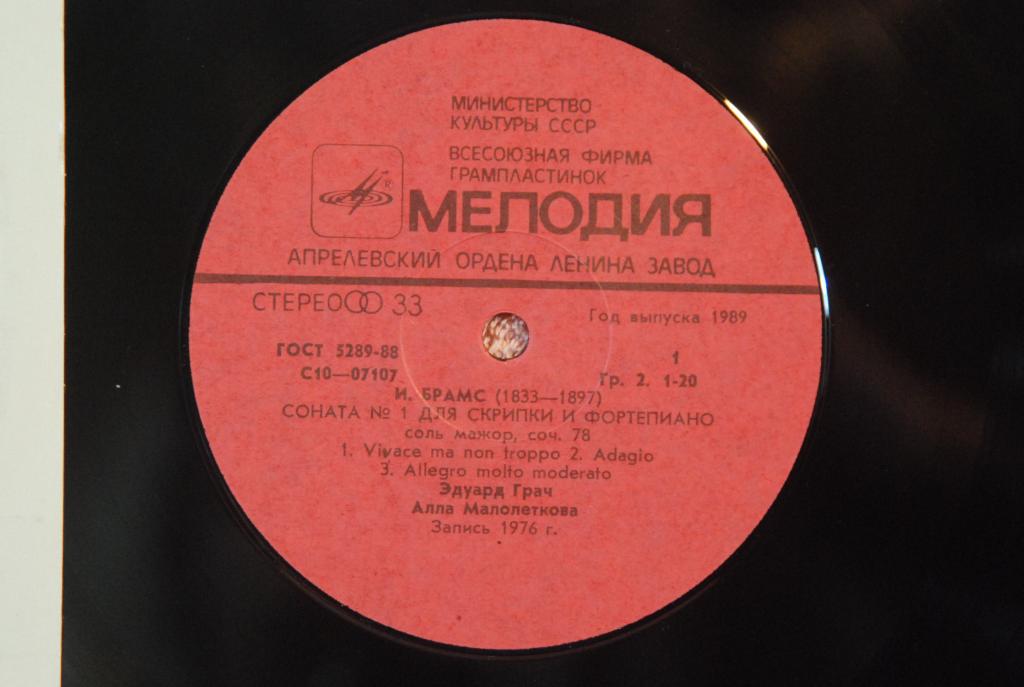 МИНИСТЕРСТВО
КУЛЬТУРЫ СССР
ВСЕСОЮЗНАЯ ФИРМА
ГРАМПЛАСТИНОК
R
МЕЛОДИЯ
АПРЕЛЕВСКИЙ ОРДЕНА ЛЕНИНА ЗАВОД
СТЕРЕО 33
Год выпуска 1989
ГОСТ 5289-88
1
С10—07107
Гр. 2. 1-20
И. БРАМС (1833—1897)
СОНАТА № 1 ДЛЯ СКРИПКИ И ФОРТЕПИАНО
соль мажор, соч. 78
1. Vivace ma non troppo 2. Adagio
3. Allegro molto moderato
Эдуард Грач
Алла Малолеткова
Запись 1976 г.